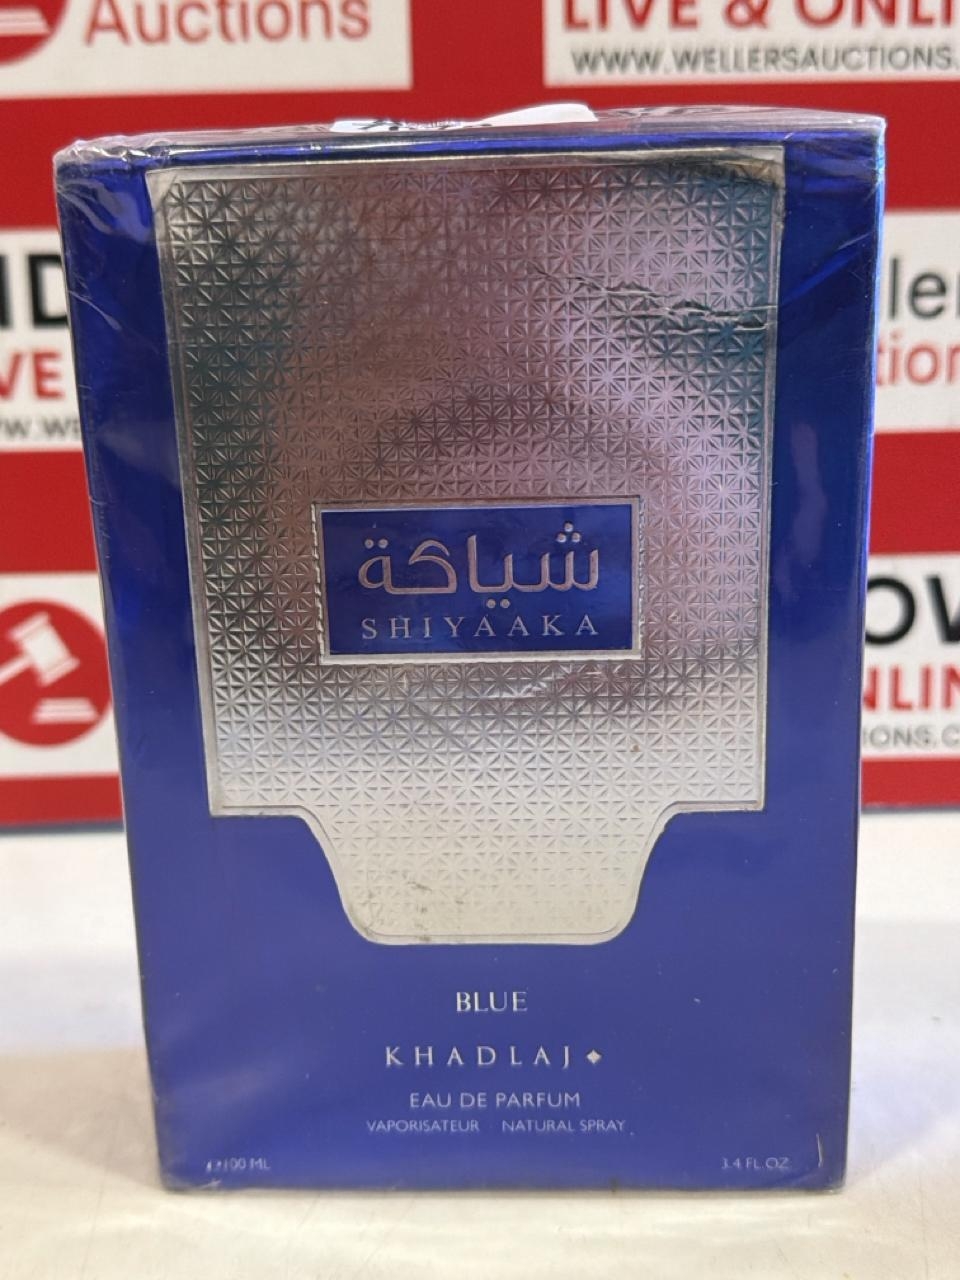 Auctions
LIVE & ONLIN
WWW.WELLERSAUCTIONS.
شياكة
SHIYAAKA
BLUE
KHADLAJ
EAU DE PARFUM
VAPORISATEUR NATURAL SPRAY
100 ML
3.4 FL.OZ